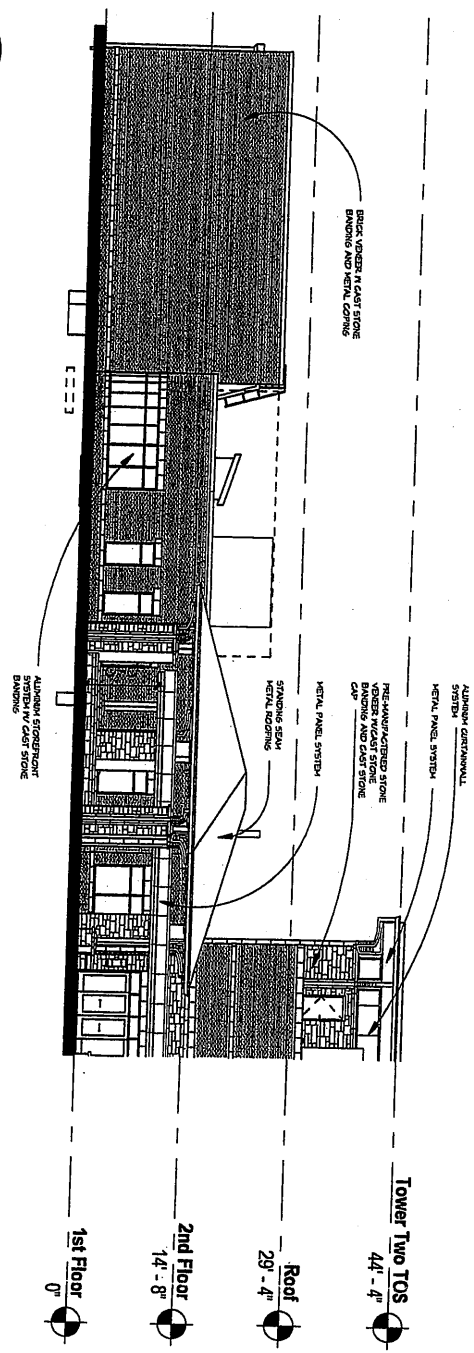 ALUMINUM CURTAINWALL
SYSTEM
METAL PANEL SYSTEM
PRE-MANUFACTERED STONE
VENEER W/CAST STONE
BANDING AND CAST STONE
CAP
METAL PANEL SYSTEM
STANDING SEAM
METAL ROOFING
BRICK VENEER W CAST STONE
BANDING AND METAL COPING
ALUMINUM STOREFRONT
SYSTEM W/ CAST STONE
BANDING
Tower Two TOS
44' - 4"
Roof
29' - 4"
2nd Floor
14' - 8"
1st Floor
0"